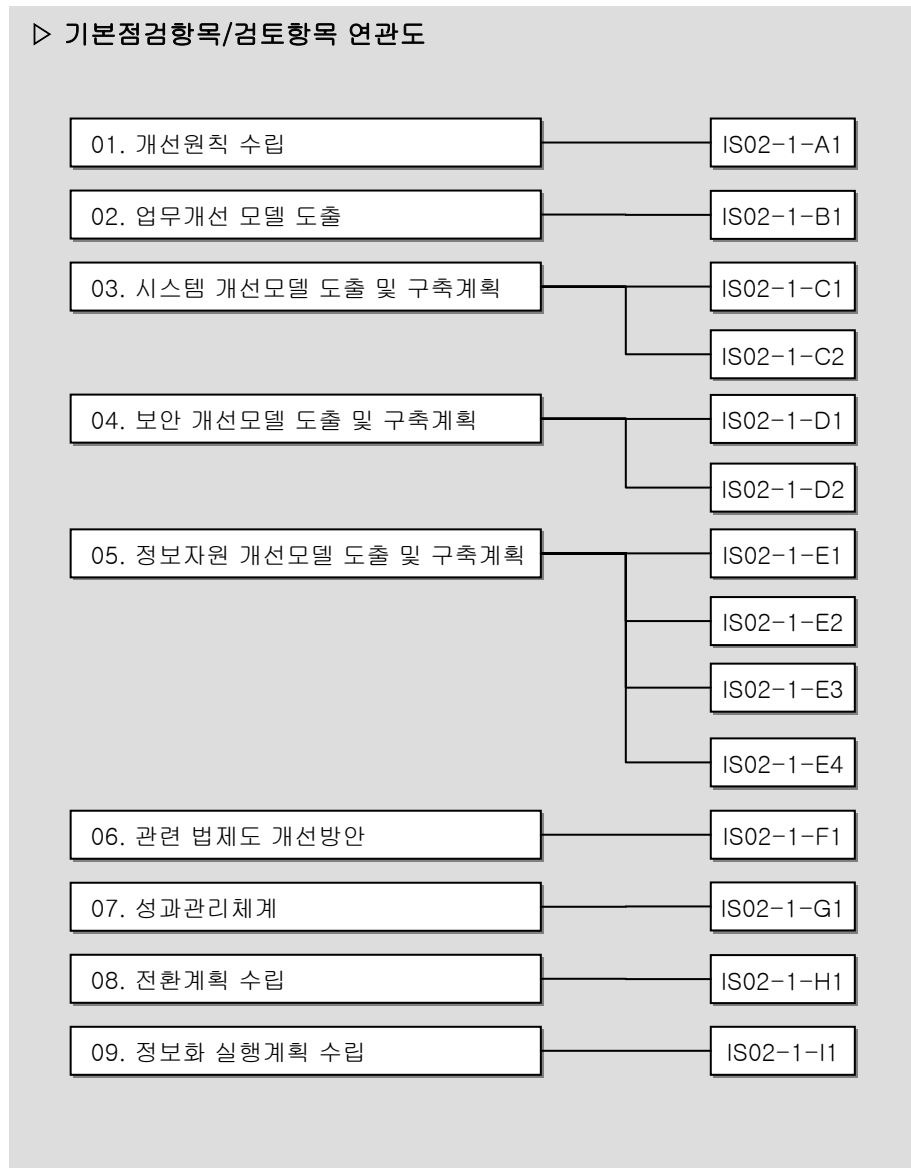 ▷ 기본점검항목/검토항목 연관도
01. 개선원칙 수립
IS02-1-A1
02. 업무개선 모델 도출
IS02-1-B1
03. 시스템 개선모델 도출 및 구축계획
IS02-1-C1
IS02-1-C2
04. 보안 개선모델 도출 및 구축계획
IS02-1-D1
IS02-1-D2
05. 정보자원 개선모델 도출 및 구축계획
IS02-1-E1
IS02-1-E2
IS02-1-E3
IS02-1-E4
06. 관련 법제도 개선방안
IS02-1-F1
07. 성과관리체계
IS02-1-G1
08. 전환계획 수립
IS02-1-H1
09. 정보화 실행계획 수립
IS02-1-I1